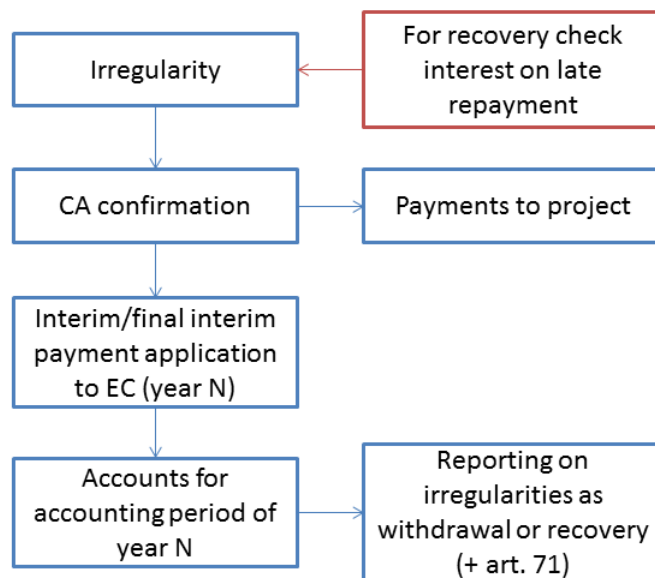 Irregularity
For recovery check
interest on late
repayment
CA confirmation
Payments to project
Interim/final interim
payment application
to EC (year N)
Accounts for
accounting period of
year N
Reporting on
irregularities as
withdrawal or recovery
(+ art. 71)